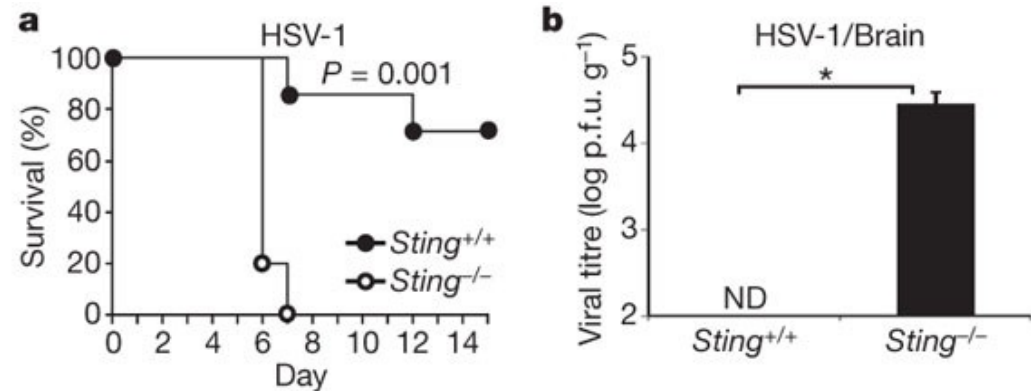 a
HSV-1
P = 0.001
Survival (%)
100
80
60
40
20
0
Sting+/+
Sting–/–
0 2 4 6 8 10 12 14
Day
b
HSV-1/Brain
*
Viral titre (log p.f.u. g–1)
5
4
3
2
ND
Sting+/+
Sting–/–